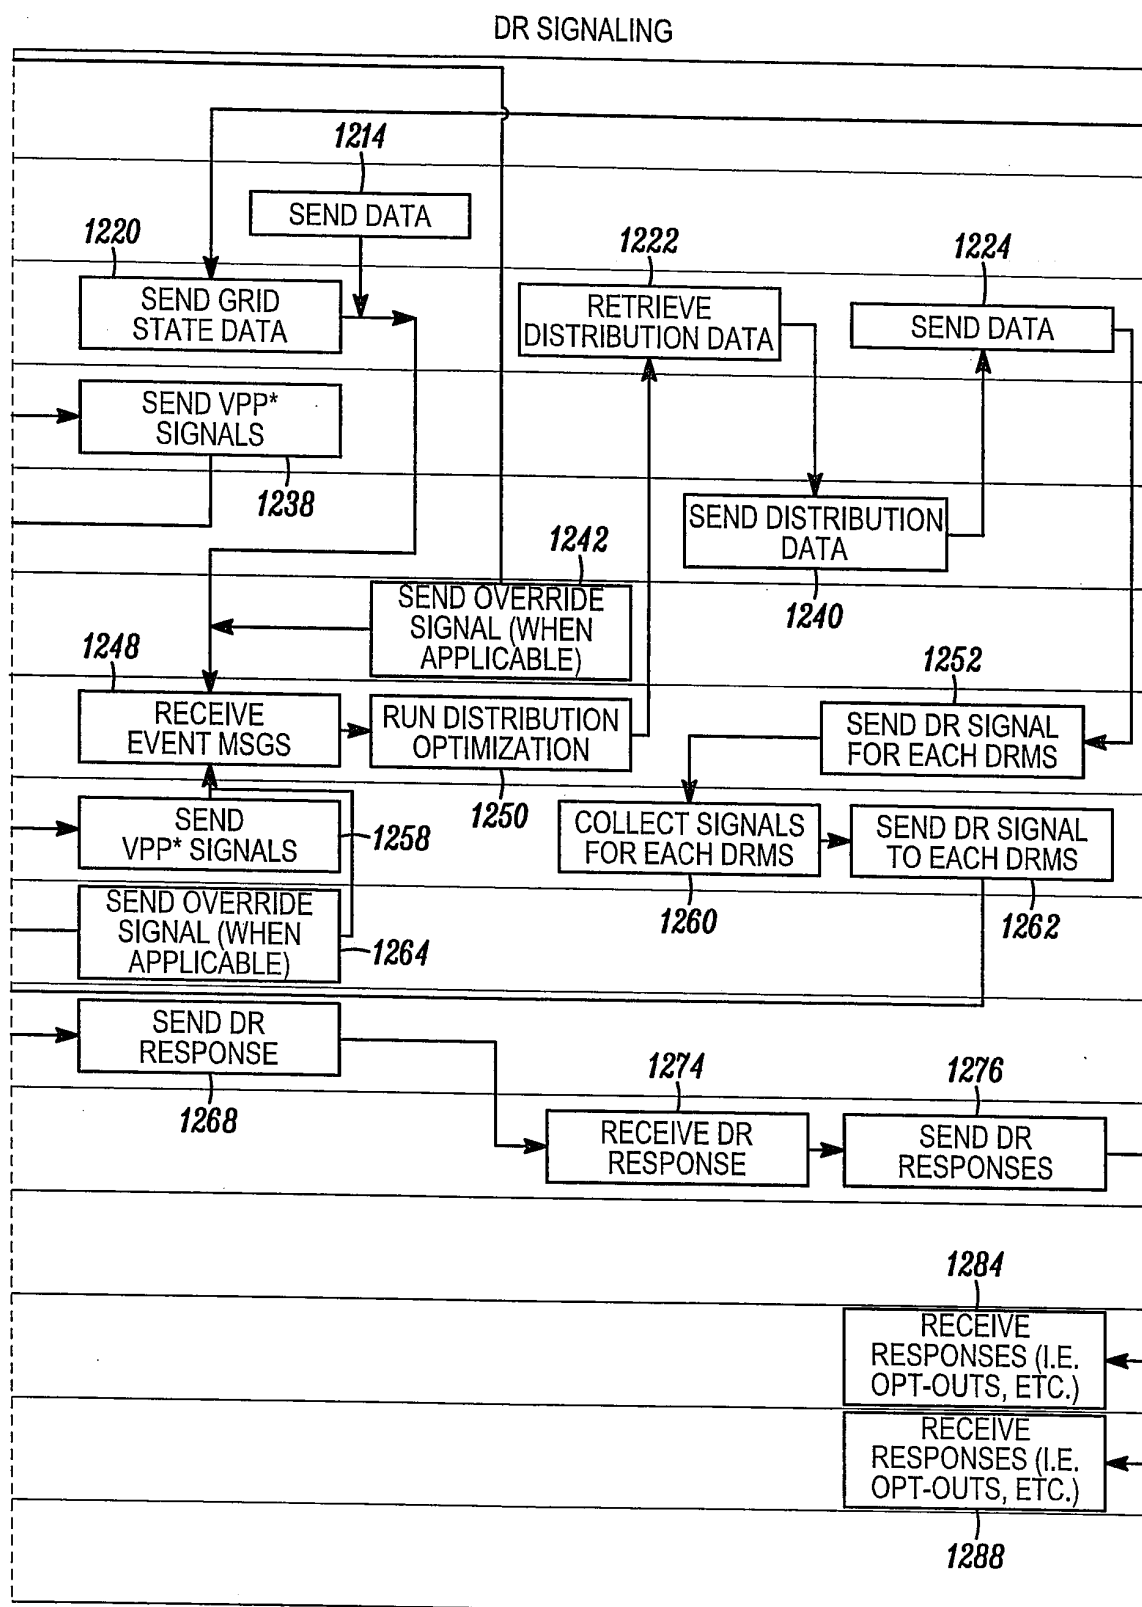 DR SIGNALING
1214
SEND DATA
1220
SEND GRID
STATE DATA
1222
RETRIEVE
DISTRIBUTION DATA
1224
SEND DATA
SEND VPP*
SIGNALS
1238
SEND DISTRIBUTION
DATA
1240
1242
SEND OVERRIDE
SIGNAL (WHEN
APPLICABLE)
1248
RECEIVE
EVENT MSGS
RUN DISTRIBUTION
OPTIMIZATION
1250
1252
SEND DR SIGNAL
FOR EACH DRMS
SEND
VPP* SIGNALS
1258
COLLECT SIGNALS
FOR EACH DRMS
1260
SEND DR SIGNAL
TO EACH DRMS
1262
SEND OVERRIDE
SIGNAL (WHEN
APPLICABLE)
1264
SEND DR
RESPONSE
1268
1274
RECEIVE DR
RESPONSE
1276
SEND DR
RESPONSES
1284
RECEIVE
RESPONSES (I.E.
OPT-OUTS, ETC.)
RECEIVE
RESPONSES (I.E.
OPT-OUTS, ETC.)
1288